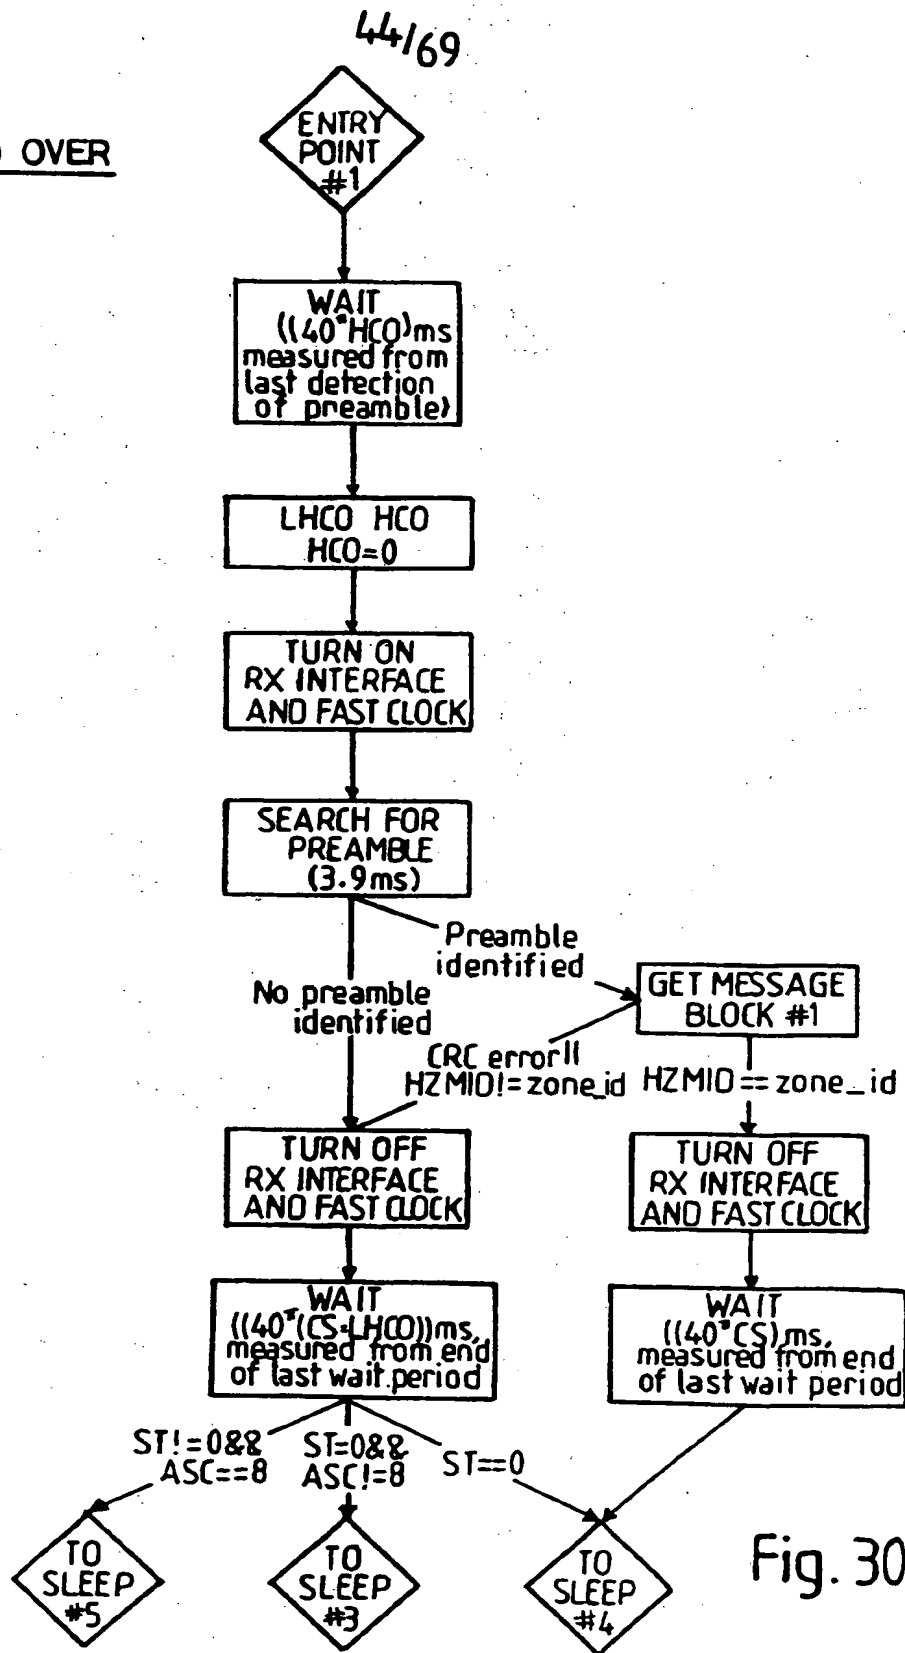 44/69
OVER
ENTRY
POINT
#1
WAIT
((40*HCO)ms
measured from
last detection
of preamble)
LHCO HCO
HCO=0
TURN ON
RX INTERFACE
AND FAST CLOCK
SEARCH FOR
PREAMBLE
(3.9ms)
Preamble
identified
No preamble
identified
GET MESSAGE
BLOCK #1
CRC error||
HZMID!=zone_id
HZMID==zone_id
TURN OFF
RX INTERFACE
AND FAST CLOCK
TURN OFF
RX INTERFACE
AND FAST CLOCK
WAIT
((40*(CS-LHCO))ms,
measured from end
of last wait period
WAIT
((40*CS)ms,
measured from end
of last wait period
ST!=0&&
ASC==8
ST=0&&
ASC!=8
ST==0
TO
SLEEP
#5
TO
SLEEP
#3
TO
SLEEP
#4
Fig. 30